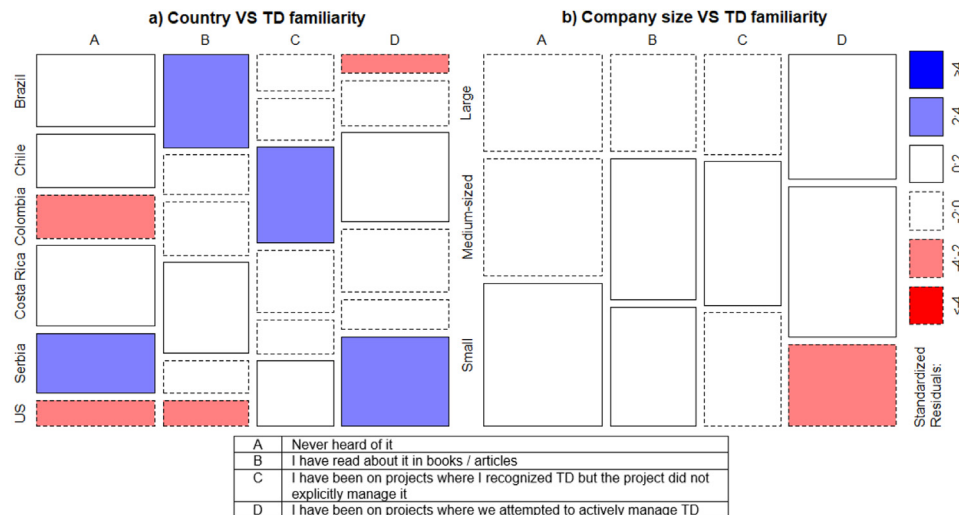 a) Country VS TD familiarity
A B C D
Brazil
Chile
Colombia
Costa Rica
Serbia
US
b) Company size VS TD familiarity
A B C D
Large
Medium-sized
Small
>4
2:4
0:2
-2:0
-4:-2
<-4
Standardized
Residuals:
A Never heard of it
B I have read about it in books / articles
C I have been on projects where I recognized TD but the project did not
explicitly manage it
D I have been on projects where we attempted to actively manage TD